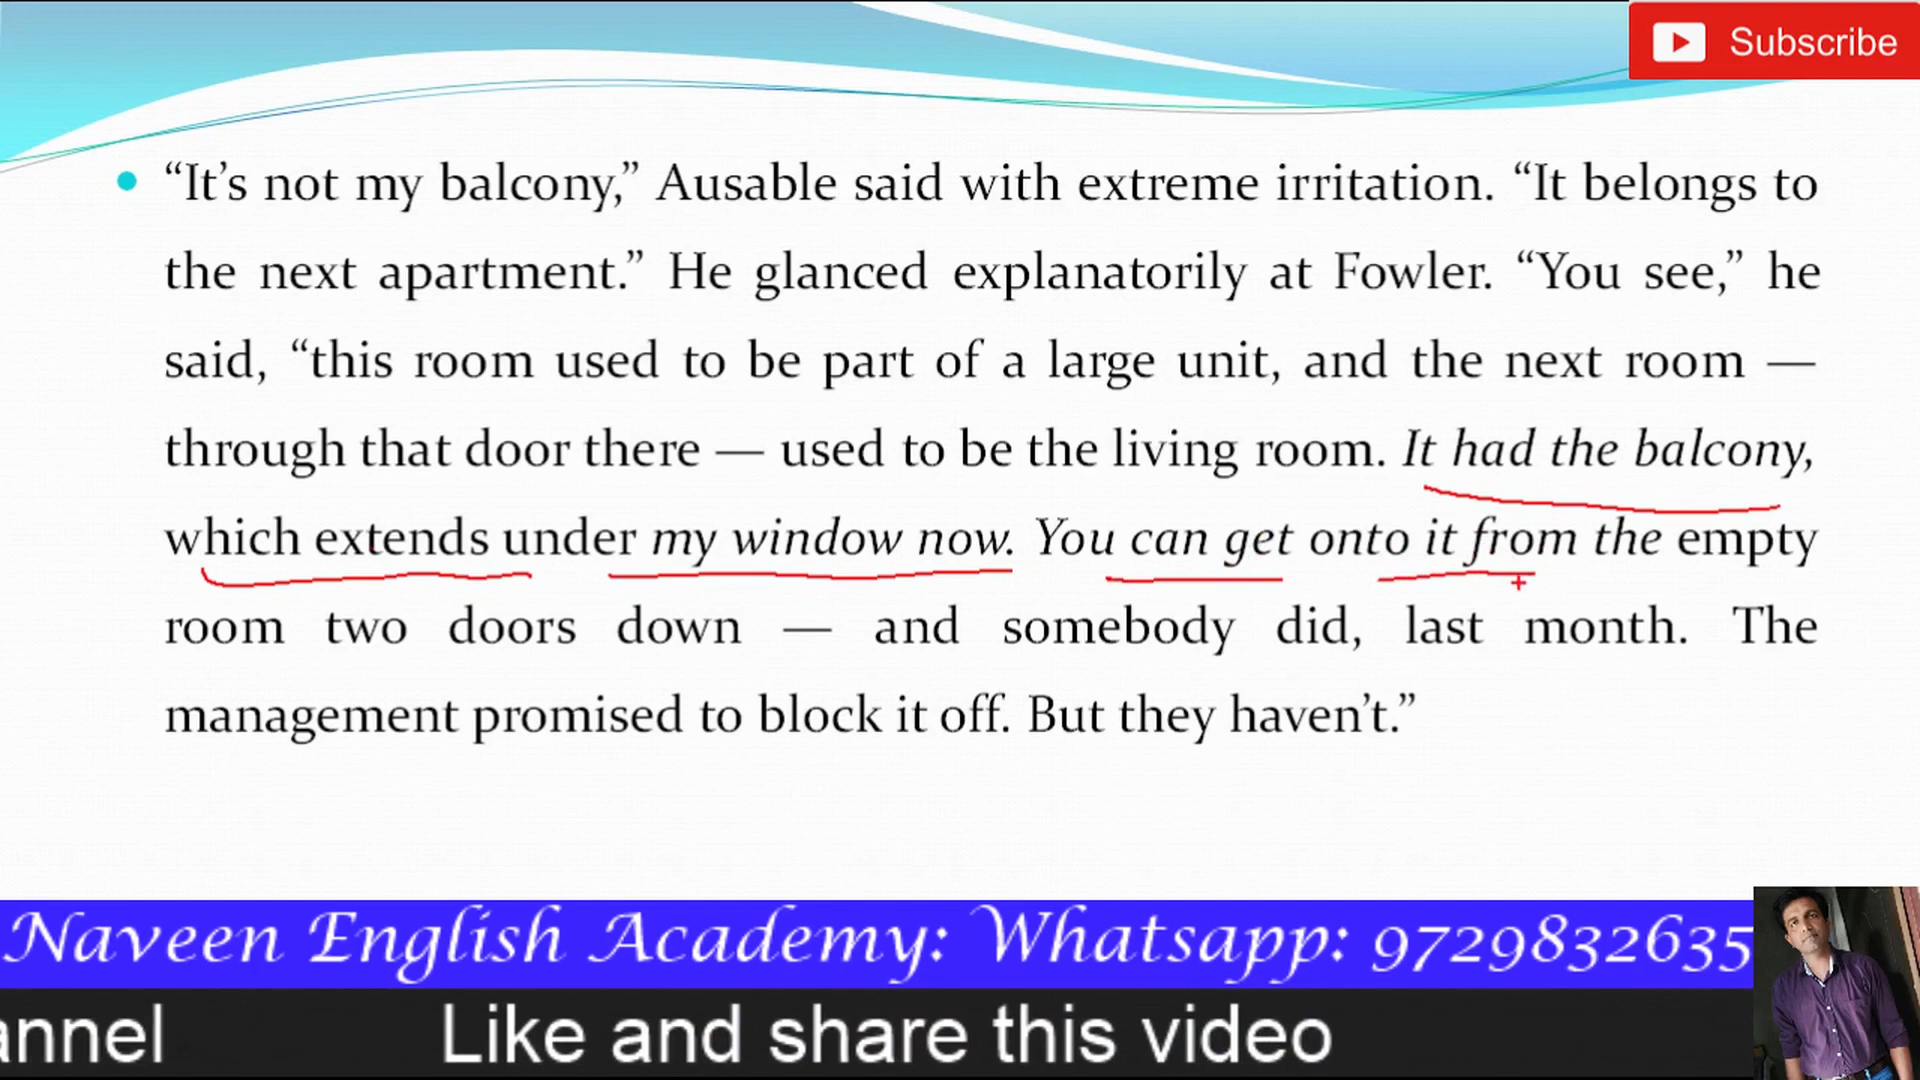 Subscribe
“It’s not my balcony,” Ausable said with extreme irritation. “It belongs to
the next apartment.” He glanced explanatorily at Fowler. “You see,” he
said, “this room used to be part of a large unit, and the next room —
through that door there — used to be the living room. It had the balcony,
which extends under my window now. You can get onto it from the empty
room two doors down — and somebody did, last month. The
management promised to block it off. But they haven’t.”
Naveen English Academy: Whatsapp: 9729832635
annel Like and share this video